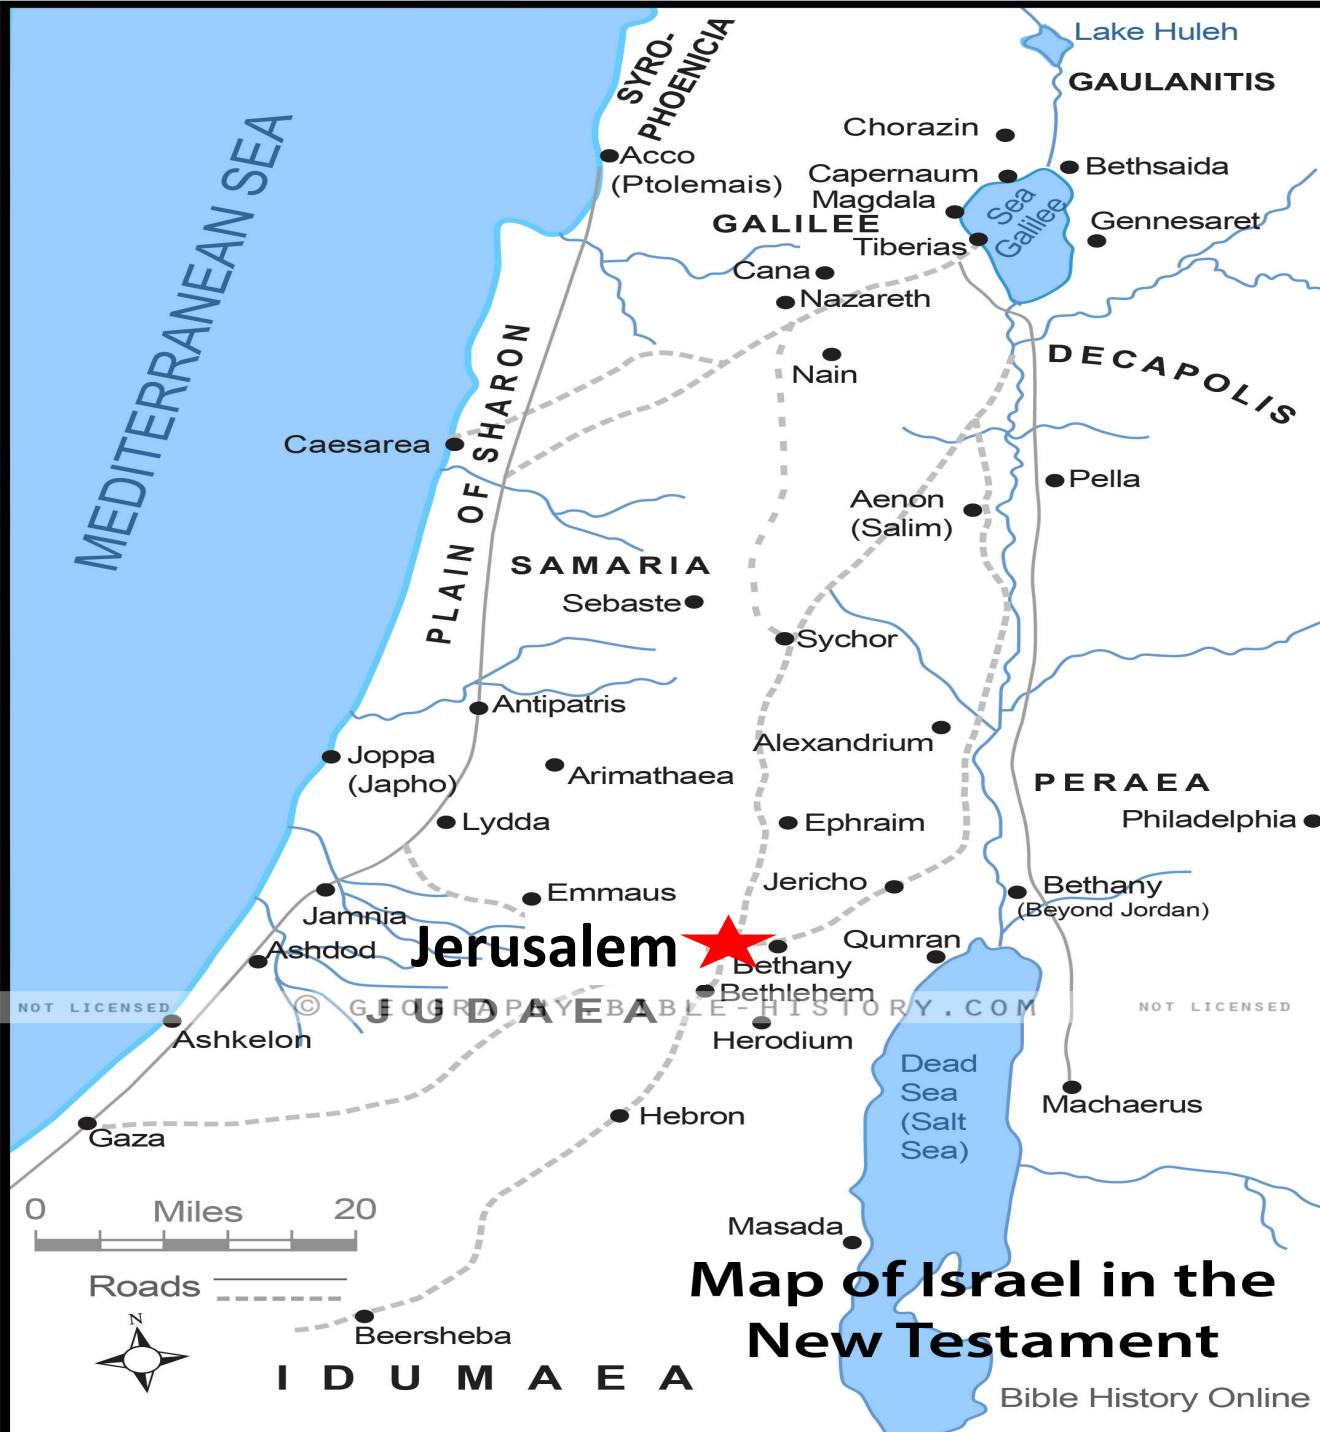 Lake Huleh
SYRO-
PHOENICIA
GAULANITIS
Chorazin
Acco
(Ptolemais)
Capernaum
Bethsaida
Magdala
Sea
Galilee
GALILEE
Gennesaret
Tiberias
MEDITERRANEAN SEA
Cana
Nazareth
DECAPOLIS
Nain
PLAIN OF SHARON
Caesarea
Pella
Aenon
(Salim)
SAMARIA
Sebaste
Sychor
Antipatris
Alexandrium
Joppa
(Japho)
Arimathaea
PERAEA
Lydda
Ephraim
Philadelphia
Emmaus
Jericho
Bethany
(Beyond Jordan)
Jamnia
Ashdod
Jerusalem
Qumran
Bethany
Bethlehem
NOT LICENSED
© GEOGRAPHY.BIBLE-HISTORY.COM
NOT LICENSED
JUDAEA
Ashkelon
Herodium
Dead
Sea
(Salt
Sea)
Machaerus
Hebron
Gaza
0 Miles 20
Masada
Roads
Map of Israel in the
New Testament
N
Beersheba
IDUMAEA
Bible History Online